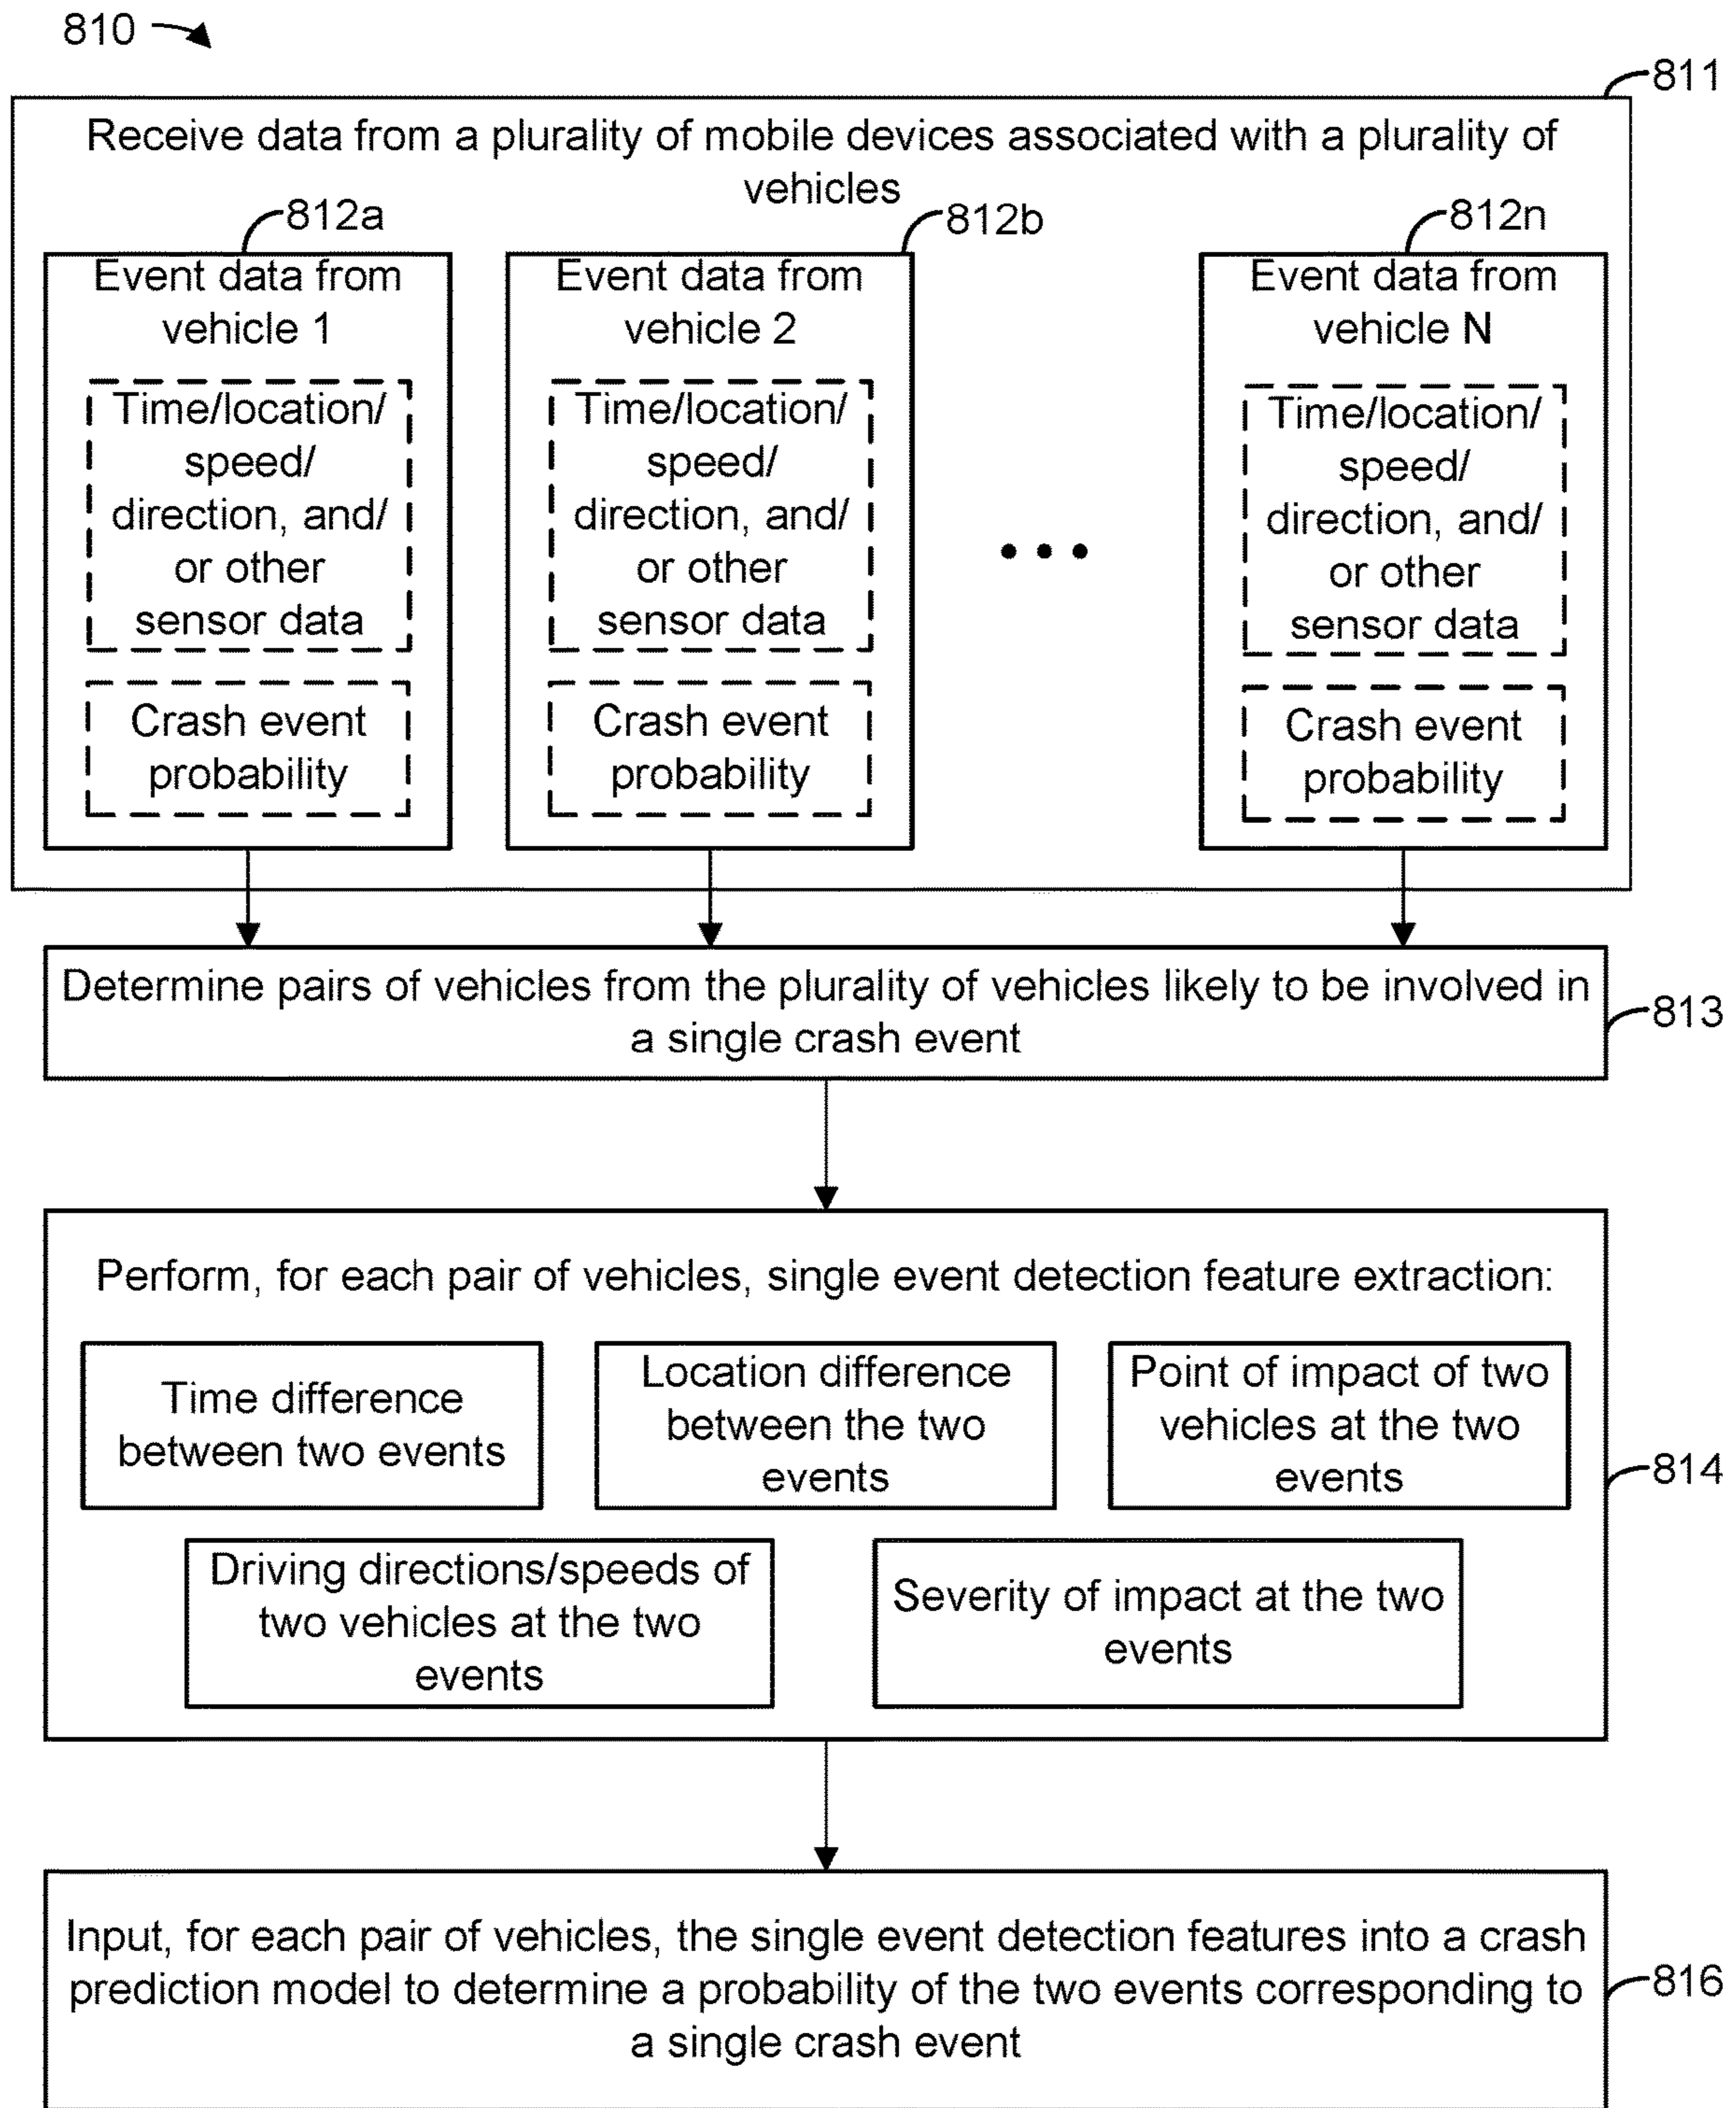 810
811
Receive data from a plurality of mobile devices associated with a plurality of
vehicles
812a
812b
812n
Event data from
vehicle 1
Time/location/
speed/
direction, and/
or other
sensor data
Crash event
probability
Event data from
vehicle 2
Time/location/
speed/
direction, and/
or other
sensor data
Crash event
probability
Event data from
vehicle N
Time/location/
speed/
direction, and/
or other
sensor data
Crash event
probability
Determine pairs of vehicles from the plurality of vehicles likely to be involved in
a single crash event
813
Perform, for each pair of vehicles, single event detection feature extraction:
Time difference
between two events
Location difference
between the two
events
Point of impact of two
vehicles at the two
events
814
Driving directions/speeds of
two vehicles at the two
events
Severity of impact at the two
events
Input, for each pair of vehicles, the single event detection features into a crash
prediction model to determine a probability of the two events corresponding to
a single crash event
816